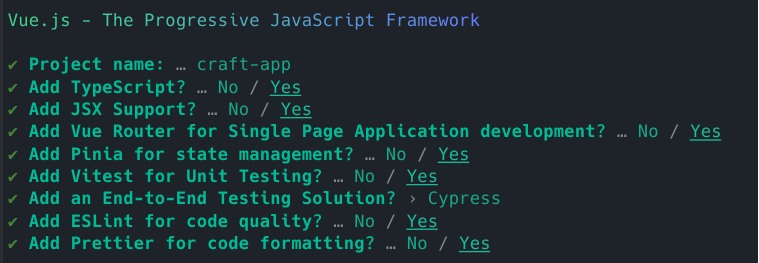 Vue.js - The Progressive JavaScript Framework
✔ Project name: … craft-app
✔ Add TypeScript? … No / Yes
✔ Add JSX Support? … No / Yes
✔ Add Vue Router for Single Page Application development? … No / Yes
✔ Add Pinia for state management? … No / Yes
✔ Add Vitest for Unit Testing? … No / Yes
✔ Add an End-to-End Testing Solution? › Cypress
✔ Add ESLint for code quality? … No / Yes
✔ Add Prettier for code formatting? … No / Yes